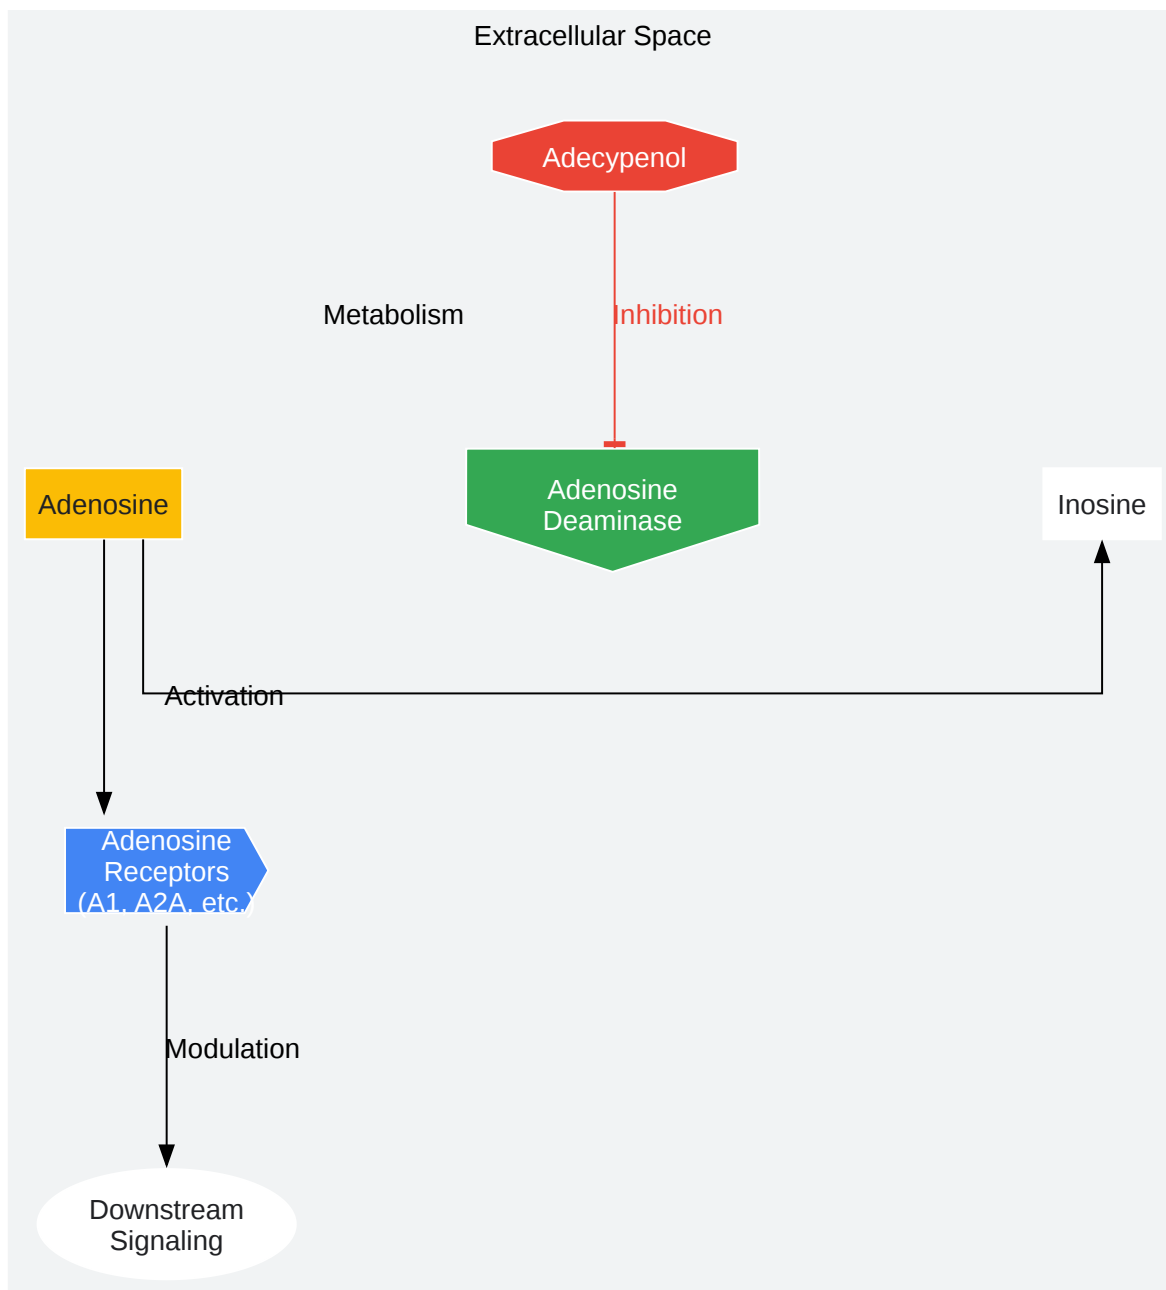 Extracellular Space
Adecypenol
Metabolism
Inhibition
Adenosine
Adenosine
Deaminase
Inosine
Activation
Adenosine
Receptors
(A1, A2A, etc.)
Modulation
Downstream
Signaling